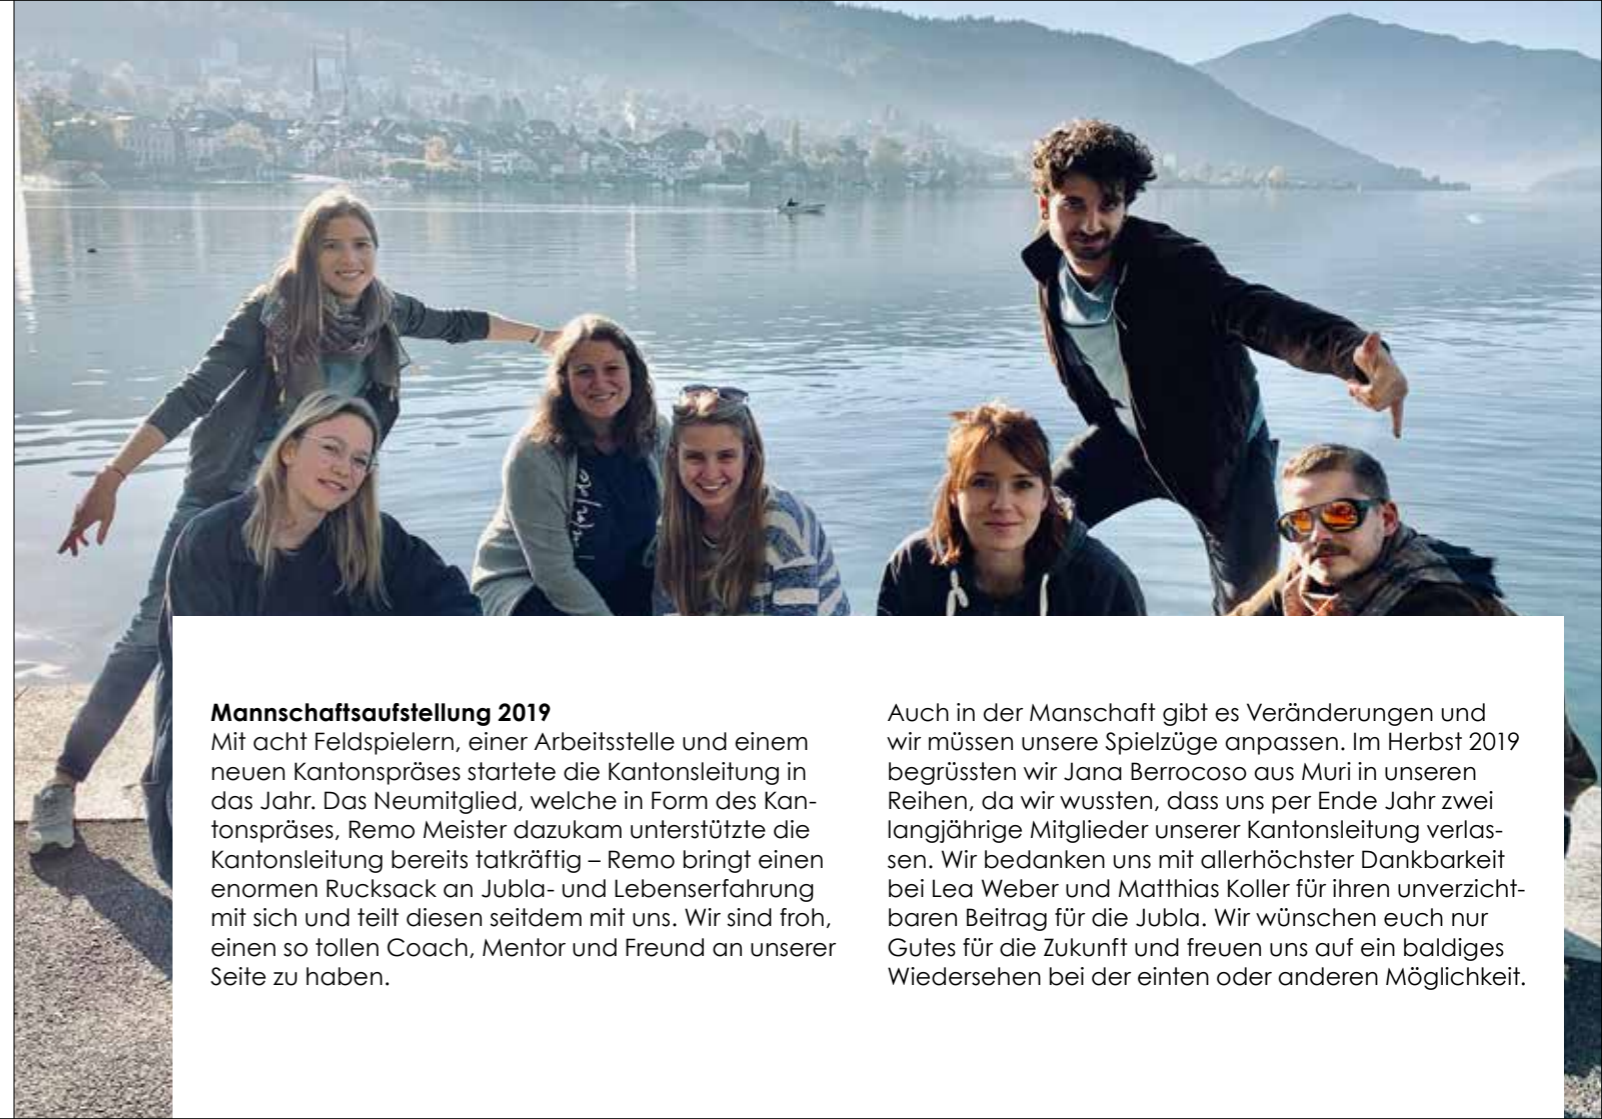 Mannschaftsaufstellung 2019
Mit acht Feldspielern, einer Arbeitsstelle und einem
neuen Kantonspräses startete die Kantonsleitung in
das Jahr. Das Neumitglied, welche in Form des Kan-
tonspräses, Remo Meister dazukam unterstützte die
Kantonsleitung bereits tatkräftig – Remo bringt einen
enormen Rucksack an Jubla- und Lebenserfahrung
mit sich und teilt diesen seitdem mit uns. Wir sind froh,
einen so tollen Coach, Mentor und Freund an unserer
Seite zu haben.
Auch in der Manschaft gibt es Veränderungen und
wir müssen unsere Spielzüge anpassen. Im Herbst 2019
begrüssten wir Jana Berrocoso aus Muri in unseren
Reihen, da wir wussten, dass uns per Ende Jahr zwei
langjährige Mitglieder unserer Kantonsleitung verlas-
sen. Wir bedanken uns mit allerhöchster Dankbarkeit
bei Lea Weber und Matthias Koller für ihren unverzicht-
baren Beitrag für die Jubla. Wir wünschen euch nur
Gutes für die Zukunft und freuen uns auf ein baldiges
Wiedersehen bei der einten oder anderen Möglichkeit.